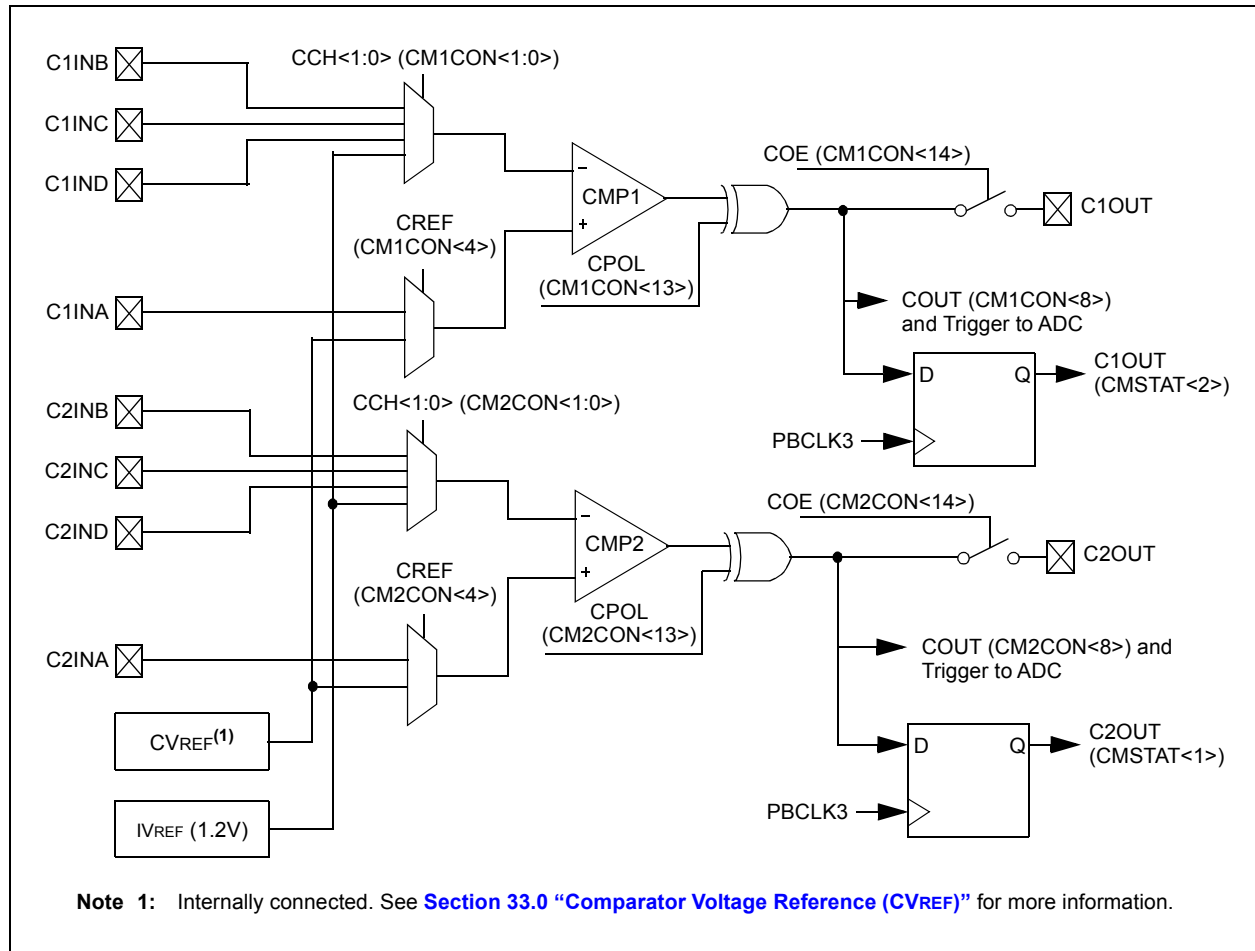 C1INB
CCH<1:0> (CM1CON<1:0>)
C1INC
C1IND
COE (CM1CON<14>)
CMP1
C1OUT
CREF
(CM1CON<4>)
CPOL
(CM1CON<13>)
C1INA
COUT (CM1CON<8>)
and Trigger to ADC
D
Q
C1OUT
(CMSTAT<2>)
PBCLK3
C2INB
CCH<1:0> (CM2CON<1:0>)
C2INC
C2IND
COE (CM2CON<14>)
CMP2
C2OUT
CREF
(CM2CON<4>)
CPOL
(CM2CON<13>)
C2INA
COUT (CM2CON<8>) and
Trigger to ADC
CVREF(1)
D
Q
C2OUT
(CMSTAT<1>)
PBCLK3
IVREF (1.2V)
−
+
−
+
Note 1: Internally connected. See Section 33.0 “Comparator Voltage Reference (CVREF)” for more information.